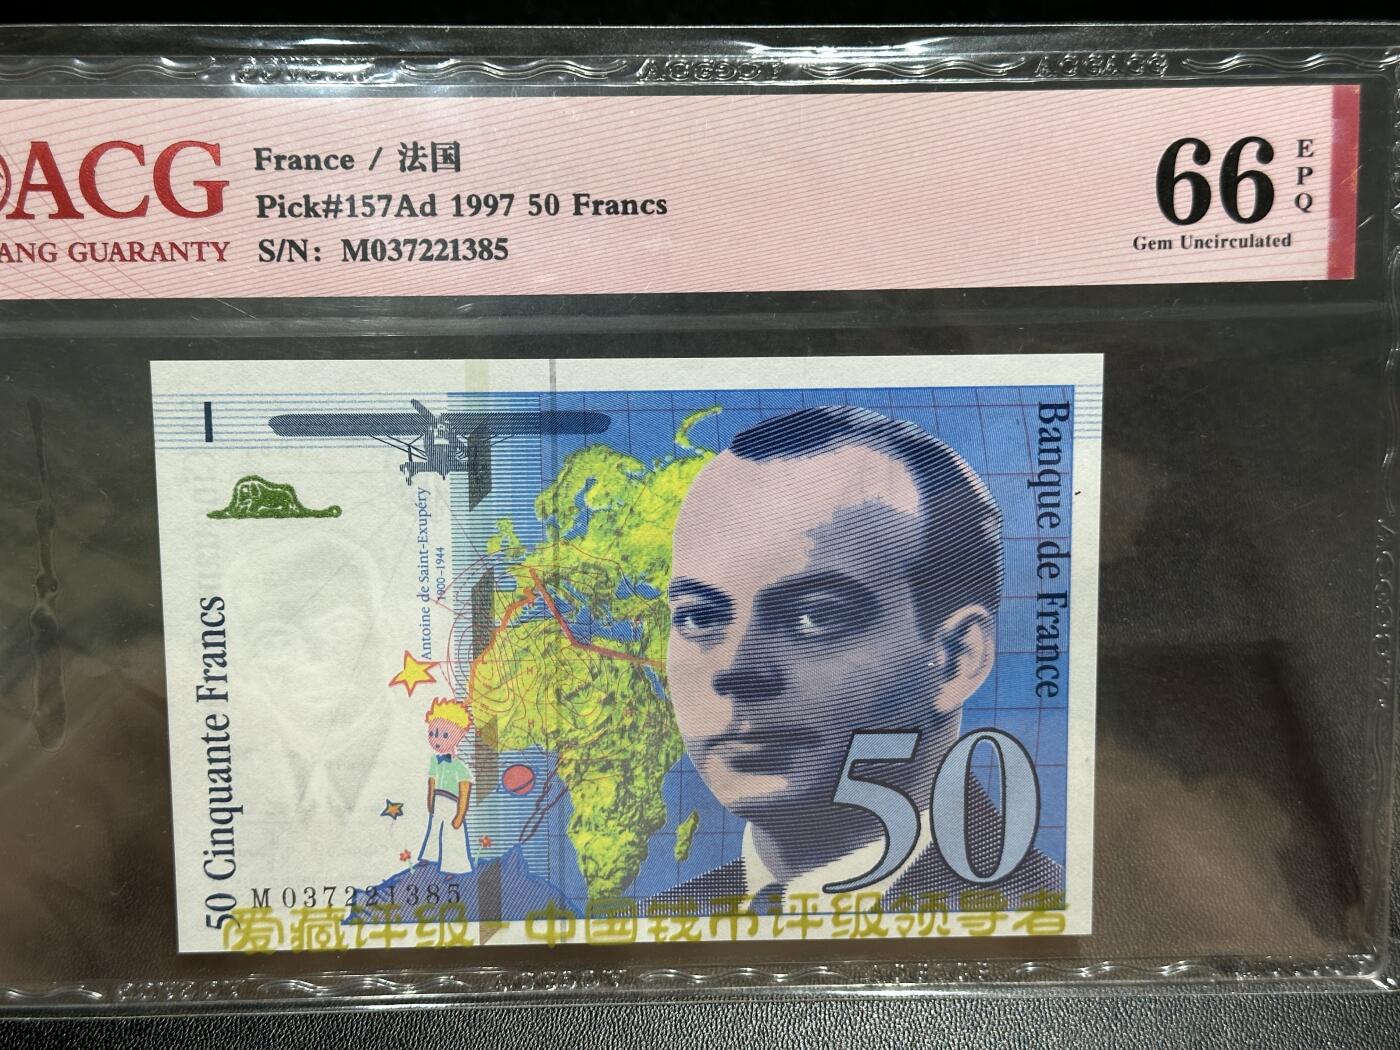 ACG
ANG GUARANTY
France / 法国
Pick#157Ad 1997 50 Francs
S/N: M037221385
66
EPQ
Gem Uncirculated
Antoine de Saint-Exupéry
1900-1944
Banque de France
50 Cinquante Francs
50
M037221385
爱藏评级-中国钱币评级领导者